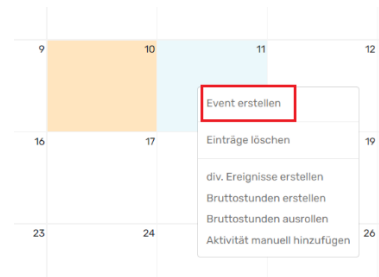 9 10 11 12
Event erstellen
Einträge löschen
16 17 19
div. Ereignisse erstellen
Bruttostunden erstellen
Bruttostunden ausrollen
23 24 26
Aktivität manuell hinzufügen